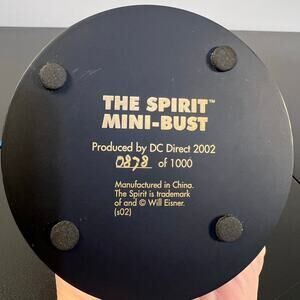 THE SPIRIT™
MINI-BUST
Produced by DC Direct 2002
0878 of 1000
Manufactured in China.
The Spirit is trademark
of and © Will Eisner.
(s02)